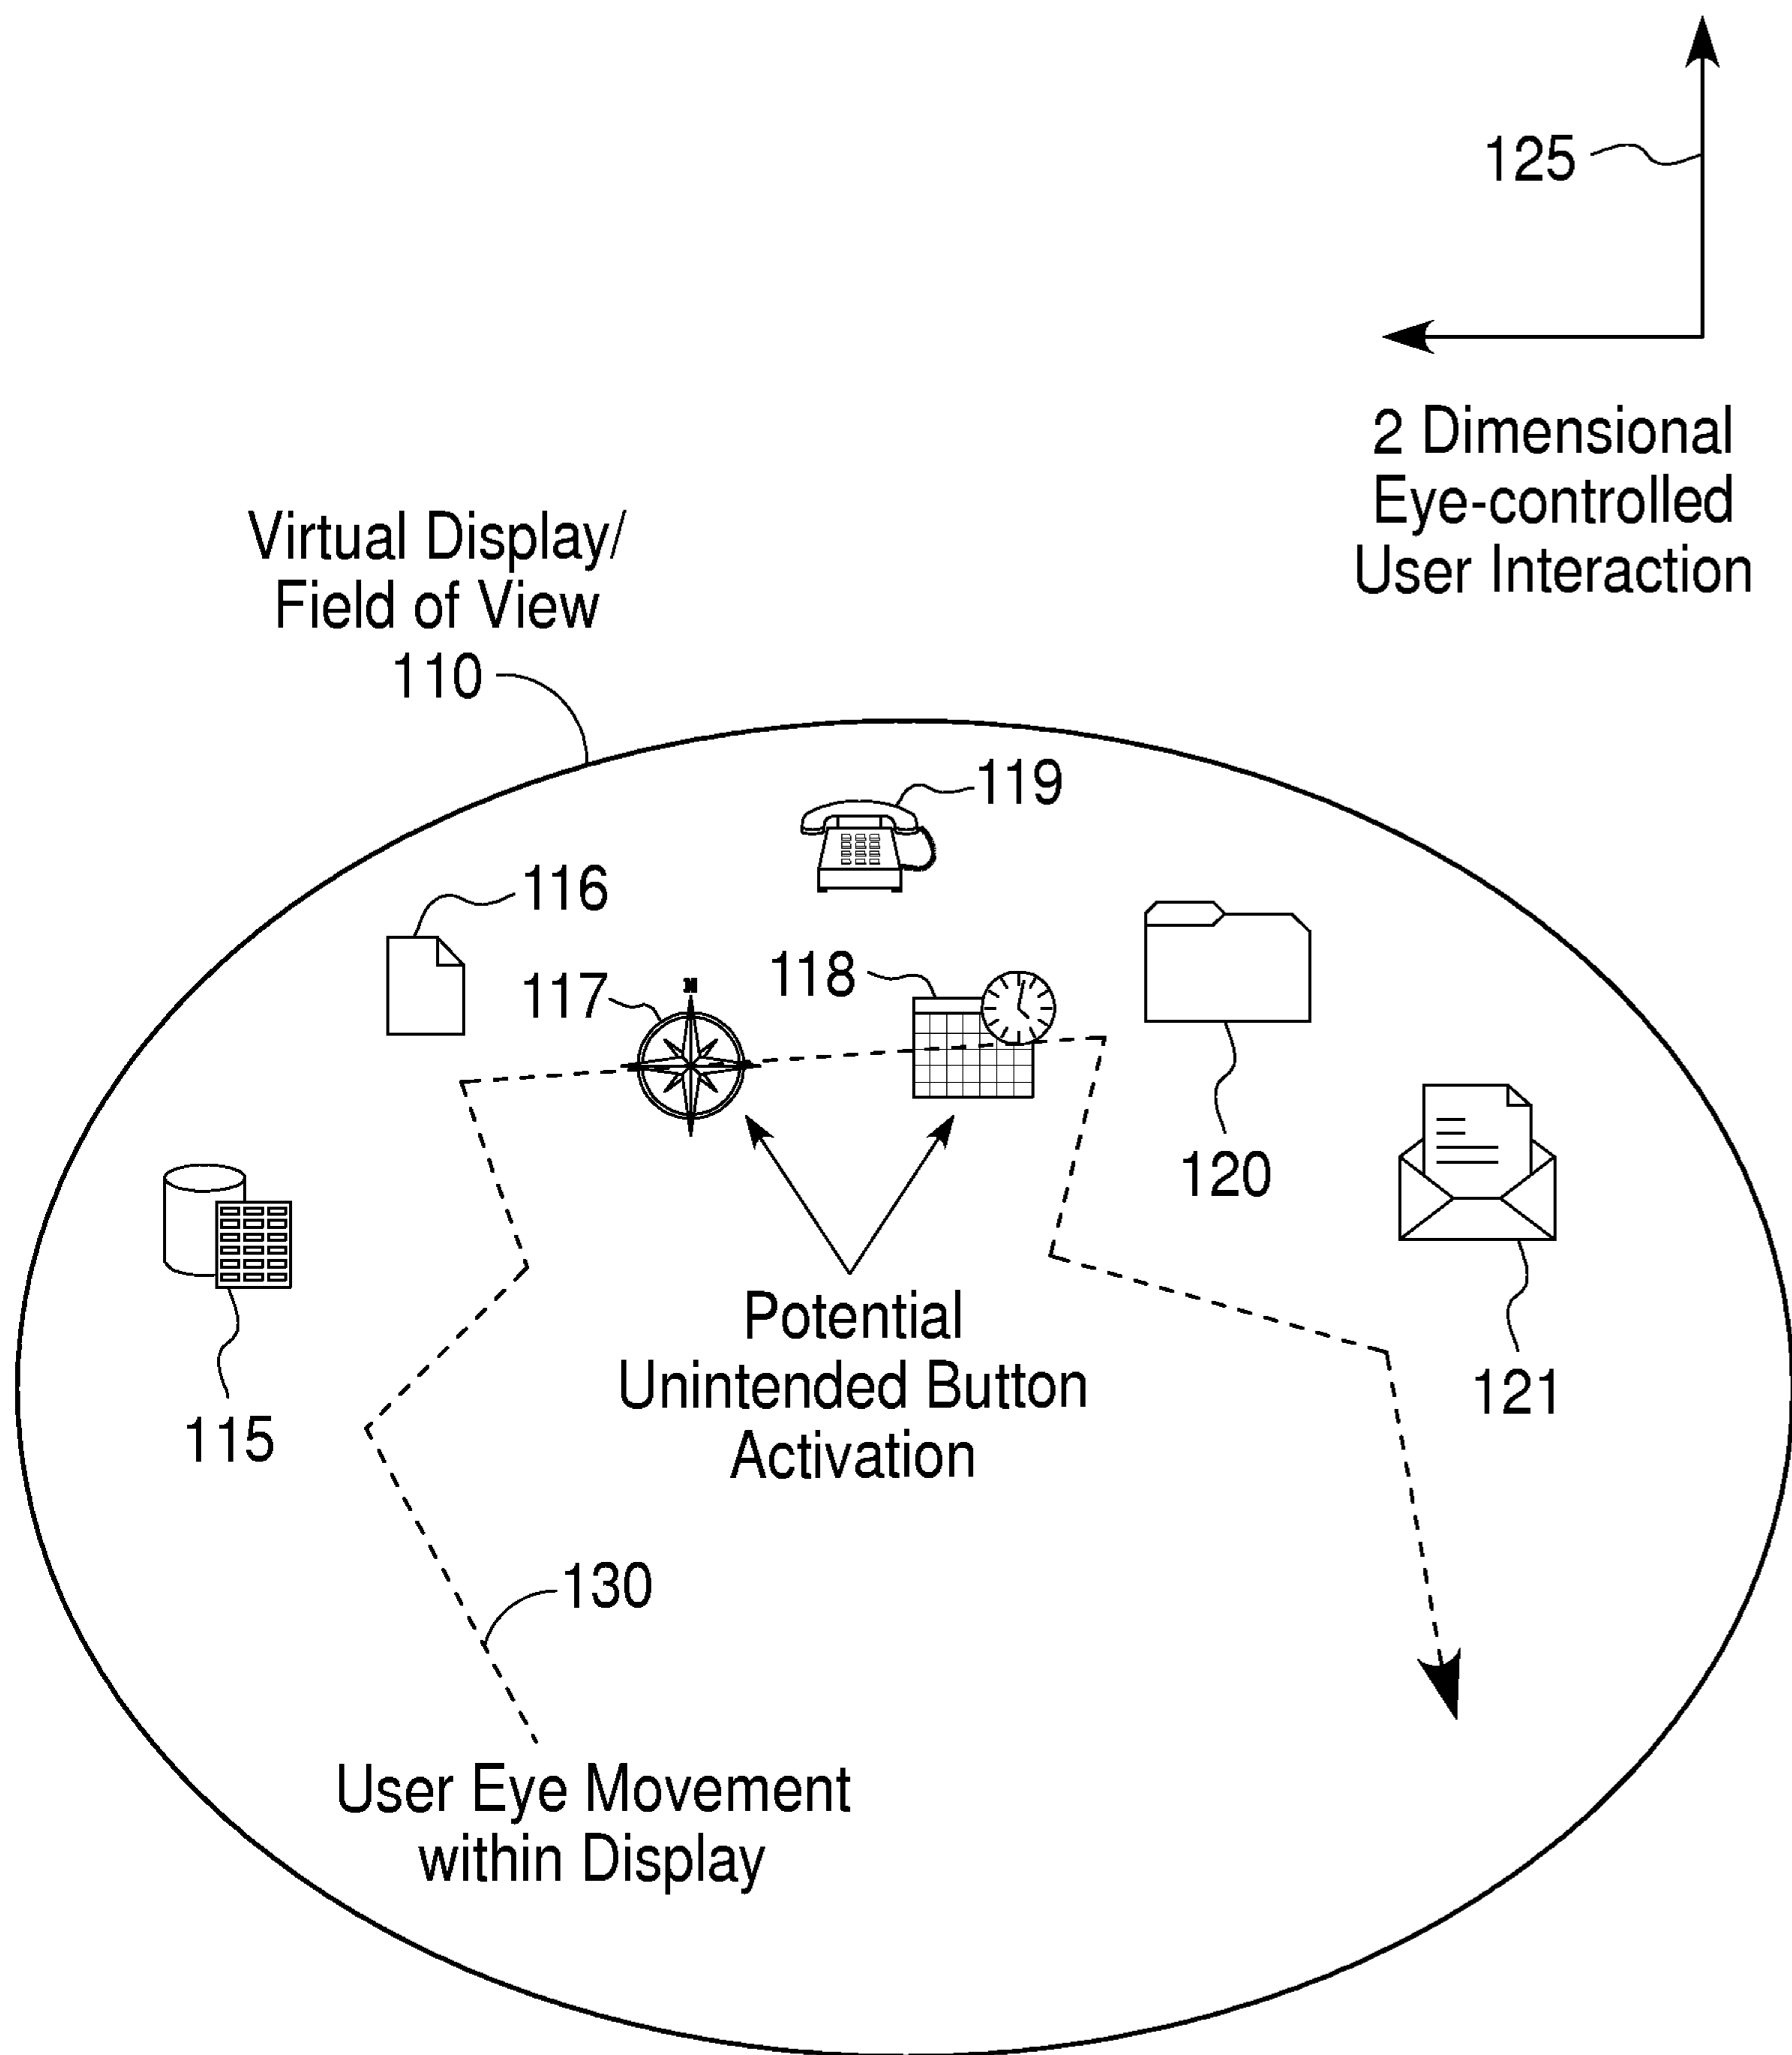 125
2 Dimensional
Eye-controlled
User Interaction
Virtual Display/
Field of View
110
119
116
117
118
N
120
115
121
Potential
Unintended Button
Activation
130
User Eye Movement
within Display